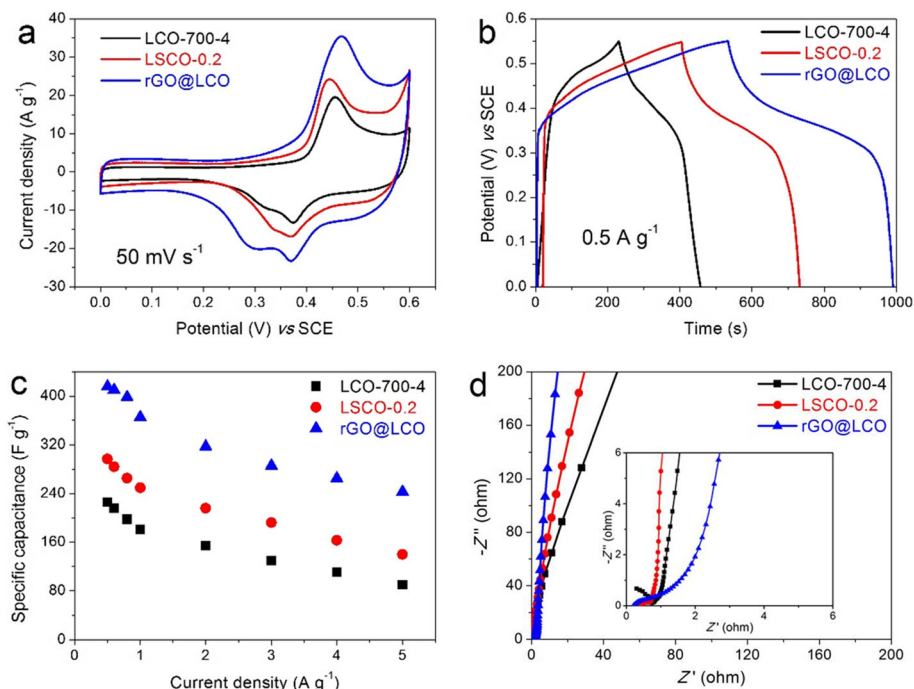 a
LCO-700-4
LSCO-0.2
rGO@LCO
50 mV s⁻¹
Current density (A g⁻¹)
40
30
20
10
0
-10
-20
-30
0.0 0.1 0.2 0.3 0.4 0.5 0.6
Potential (V) vs SCE
b
LCO-700-4
LSCO-0.2
rGO@LCO
0.5 A g⁻¹
Potential (V) vs SCE
0.6
0.5
0.4
0.3
0.2
0.1
0.0
0 200 400 600 800 1000
Time (s)
c
LCO-700-4
LSCO-0.2
rGO@LCO
Specific capacitance (F g⁻¹)
400
320
240
160
80
0
0 1 2 3 4 5
Current density (A g⁻¹)
d
LCO-700-4
LSCO-0.2
rGO@LCO
-Z'' (ohm)
200
160
120
80
40
0
0 40 80 120 160 200
Z' (ohm)
-Z'' (ohm)
6
4
2
0
0 2 4 6
Z' (ohm)